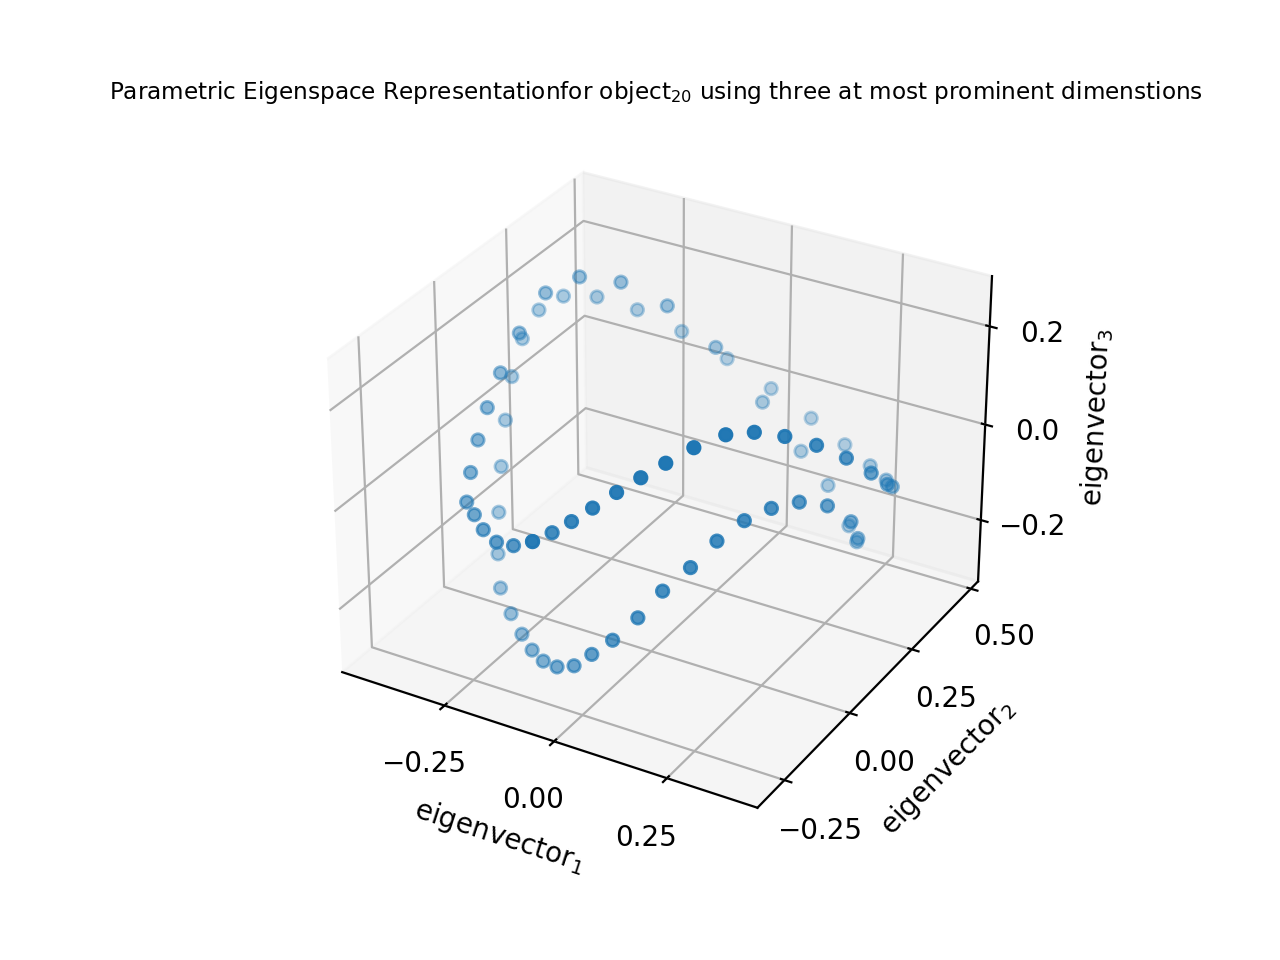 Parametric Eigenspace Representationfor object₂₀ using three at most prominent dimenstions
0.2
0.0
−0.2
eigenvector₃
0.50
0.25
0.00
−0.25
eigenvector₂
−0.25
0.00
0.25
eigenvector₁